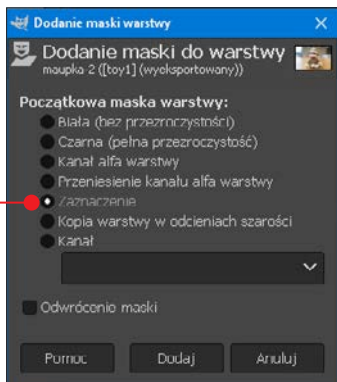 Dodanie maski warstwy
Dodanie maski do warstwy
maupka-2 ([toy1] (wyeksportowany))
Początkowa maska warstwy:
Biała (bez przezroczystości)
Czarna (pełna przezroczystość)
Kanał alfa warstwy
Przeniesienie kanału alfa warstwy
Zaznaczenie
Kopia warstwy w odcieniach szarości
Kanał
Odwrócenie maski
Pomoc Dodaj Anuluj